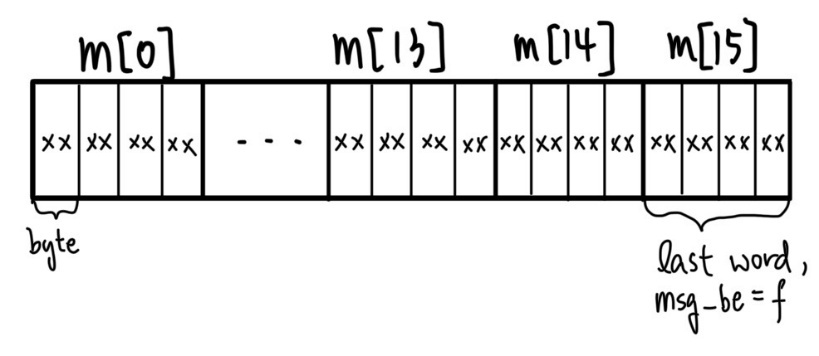 m[0] m[13] m[14] m[15]
xx xx xx xx - - - xx xx xx xx xx xx xx xx xx xx xx xx
byte
last word,
msg_be = f